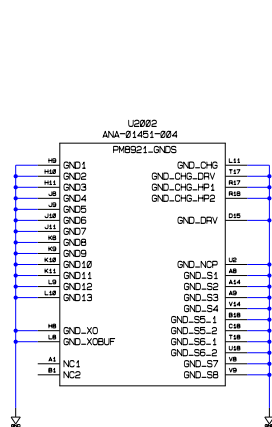 U2002
ANA-01451-004
PM8921_GNDS
H9 GND1 GND_CHG L11
H10 GND2 GND_CHG_DRV T17
H11 GND3 GND_CHG_HP1 R17
J8 GND4 GND_CHG_HP2 R18
J9 GND5
J10 GND6 GND_DRV D15
J11 GND7
K8 GND8
K9 GND9
K10 GND10 GND_NCP U2
K11 GND11 GND_S1 A8
L9 GND12 GND_S2 A14
L10 GND13 GND_S3 A9
GND_S4 V14
GND_S5_1 B18
H8 GND_XO GND_S5_2 C18
L8 GND_XOBUF GND_S6_1 T18
GND_S6_2 U18
A1 NC1 GND_S7 V8
B1 NC2 GND_S8 V9